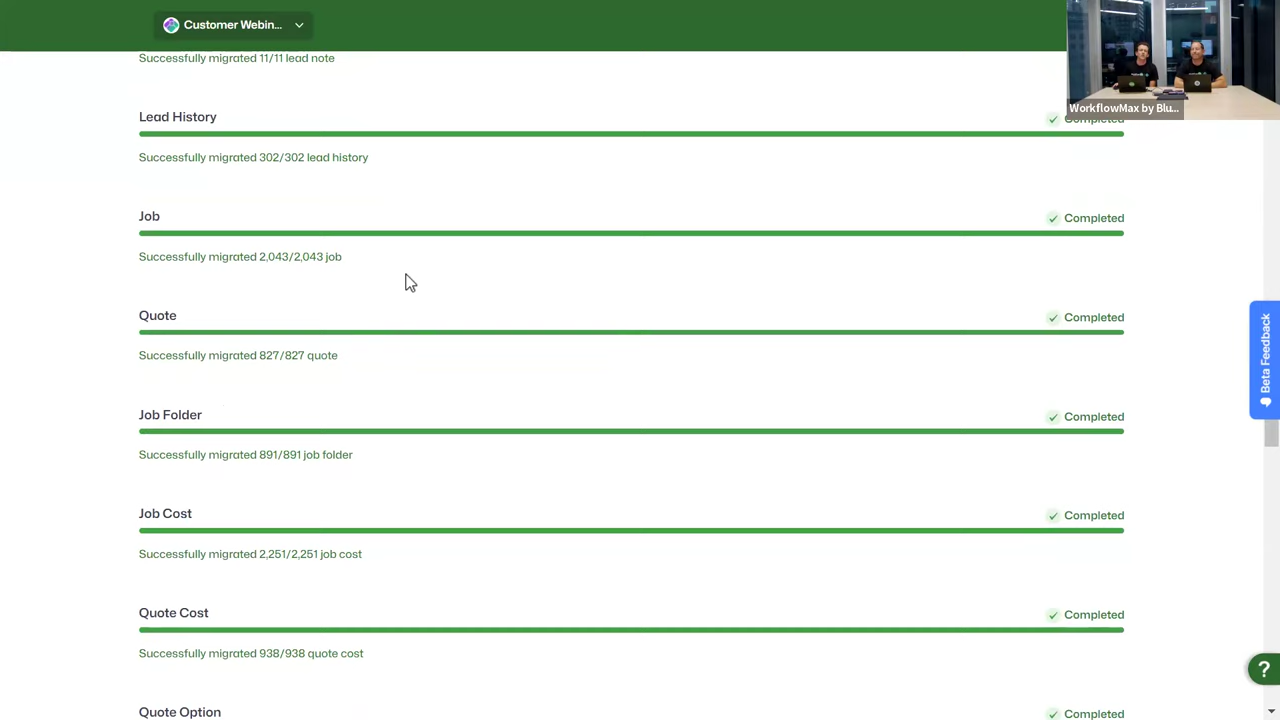 Customer Webin...
Successfully migrated 11/11 lead note
WorkflowMax by Blu...
Lead History
Completed
Successfully migrated 302/302 lead history
Job
Completed
Successfully migrated 2,043/2,043 job
Quote
Completed
Successfully migrated 827/827 quote
Beta Feedback
Job Folder
Completed
Successfully migrated 891/891 job folder
Job Cost
Completed
Successfully migrated 2,251/2,251 job cost
Quote Cost
Completed
Successfully migrated 938/938 quote cost
?
Quote Option
Completed